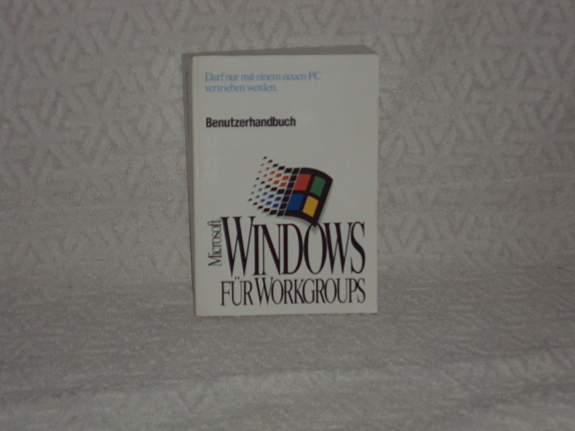 Darf nur mit einem neuen PC
vertrieben werden.
Benutzerhandbuch
Microsoft
WINDOWS
FÜR WORKGROUPS